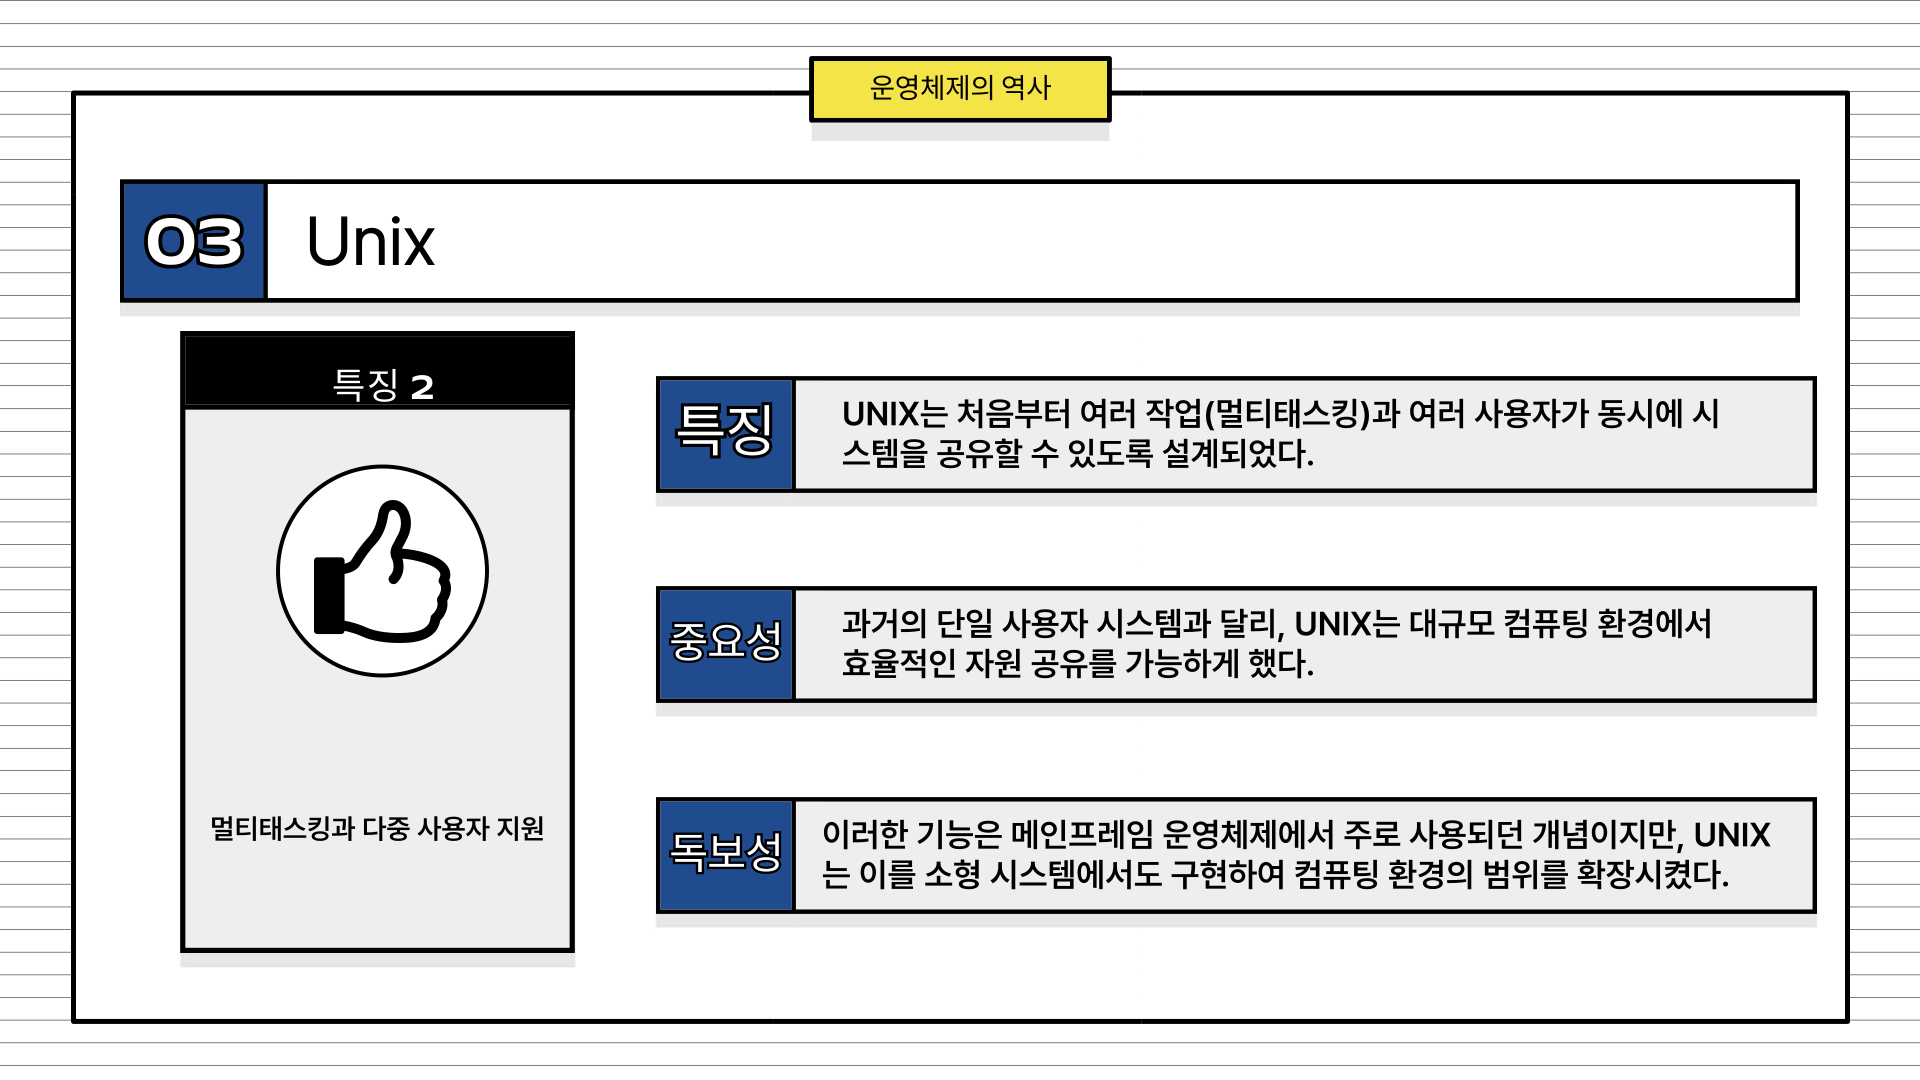 운영체제의 역사
03
Unix
특징 2
멀티태스킹과 다중 사용자 지원
특징
UNIX는 처음부터 여러 작업(멀티태스킹)과 여러 사용자가 동시에 시
스템을 공유할 수 있도록 설계되었다.
중요성
과거의 단일 사용자 시스템과 달리, UNIX는 대규모 컴퓨팅 환경에서
효율적인 자원 공유를 가능하게 했다.
독보성
이러한 기능은 메인프레임 운영체제에서 주로 사용되던 개념이지만, UNIX
는 이를 소형 시스템에서도 구현하여 컴퓨팅 환경의 범위를 확장시켰다.